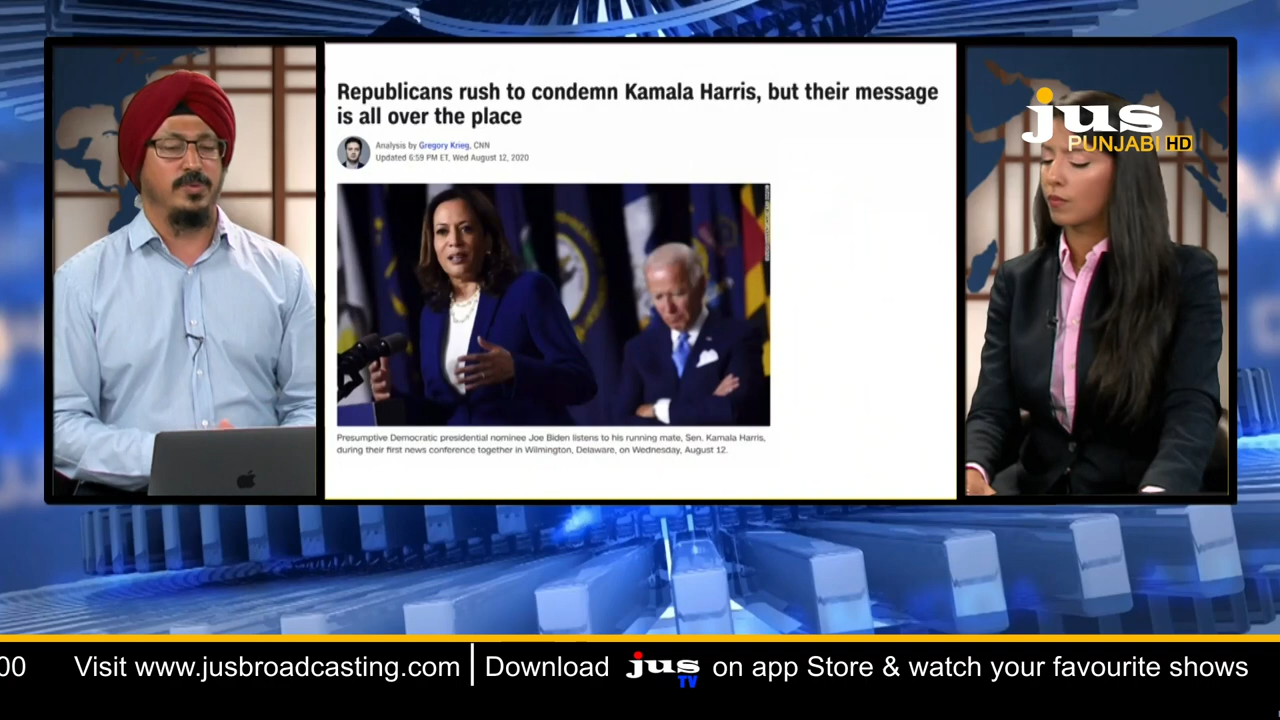 jus
PUNJABI HD
Republicans rush to condemn Kamala Harris, but their message
is all over the place
Analysis by Gregory Krieg, CNN
Updated 6:59 PM ET, Wed August 12, 2020
Presumptive Democratic presidential nominee Joe Biden listens to his running mate, Sen. Kamala Harris,
during their first news conference together in Wilmington, Delaware, on Wednesday, August 12.
00 Visit www.jusbroadcasting.com | Download jus TV on app Store & watch your favourite shows